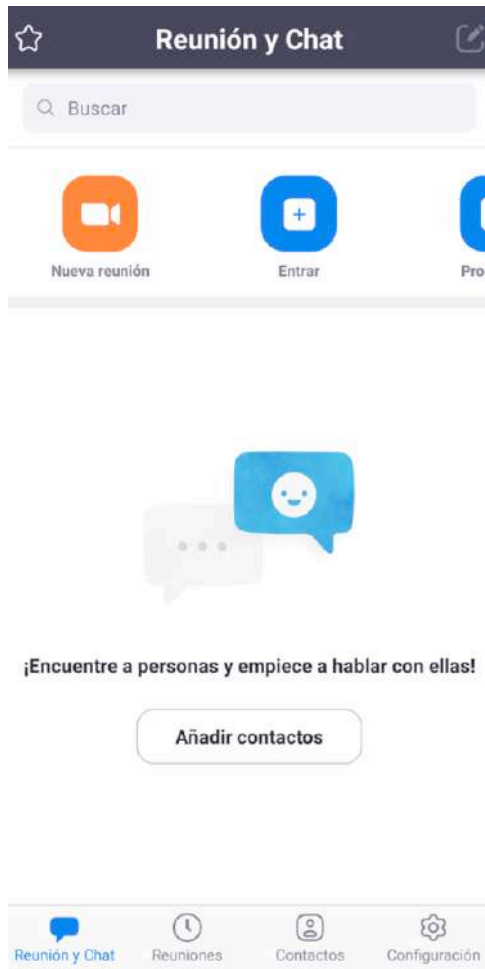 Reunión y Chat
Buscar
Nueva reunión
Entrar
Pro
¡Encuentre a personas y empiece a hablar con ellas!
Añadir contactos
Reunión y Chat
Reuniones
Contactos
Configuración